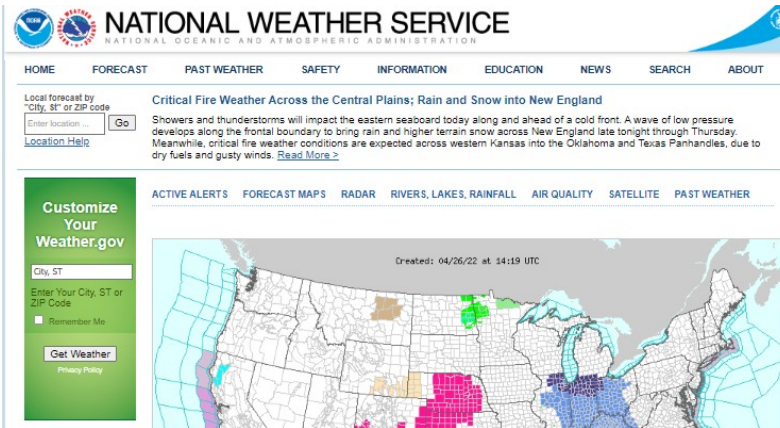 NATIONAL WEATHER SERVICE
NATIONAL OCEANIC AND ATMOSPHERIC ADMINISTRATION
HOME FORECAST PAST WEATHER SAFETY INFORMATION EDUCATION NEWS SEARCH ABOUT
Local forecast by
"City, St" or ZIP code
Enter location ... Go
Location Help
Critical Fire Weather Across the Central Plains; Rain and Snow into New England
Showers and thunderstorms will impact the eastern seaboard today along and ahead of a cold front. A wave of low pressure
develops along the frontal boundary to bring rain and higher terrain snow across New England late tonight through Thursday.
Meanwhile, critical fire weather conditions are expected across western Kansas into the Oklahoma and Texas Panhandles, due to
dry fuels and gusty winds. Read More >
ACTIVE ALERTS FORECAST MAPS RADAR RIVERS, LAKES, RAINFALL AIR QUALITY SATELLITE PAST WEATHER
Customize
Your
Weather.gov
City, ST
Enter Your City, ST or
ZIP Code
Remember Me
Get Weather
Privacy Policy
Created: 04/26/22 at 14:19 UTC